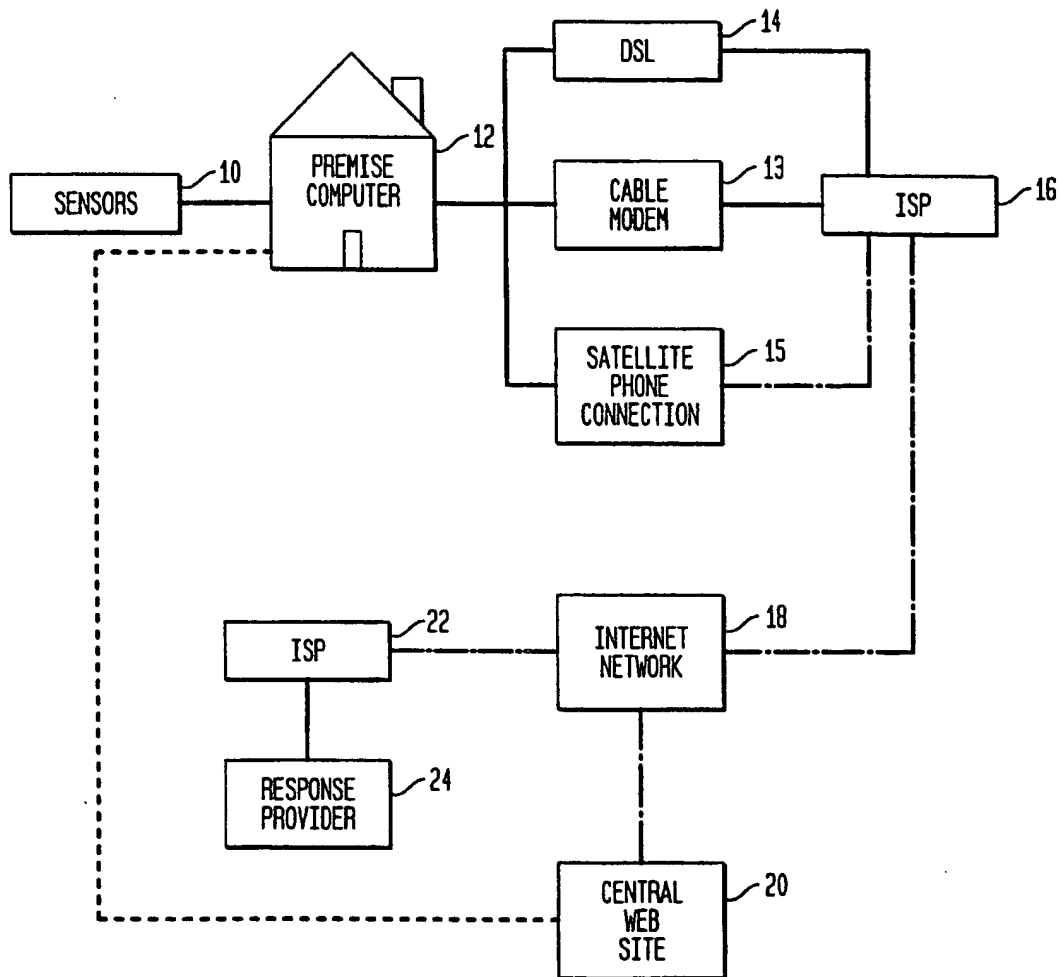 14
DSL
12
PREMISE
COMPUTER
10
SENSORS
13
CABLE
MODEM
16
ISP
15
SATELLITE
PHONE
CONNECTION
22
ISP
18
INTERNET
NETWORK
24
RESPONSE
PROVIDER
20
CENTRAL
WEB
SITE